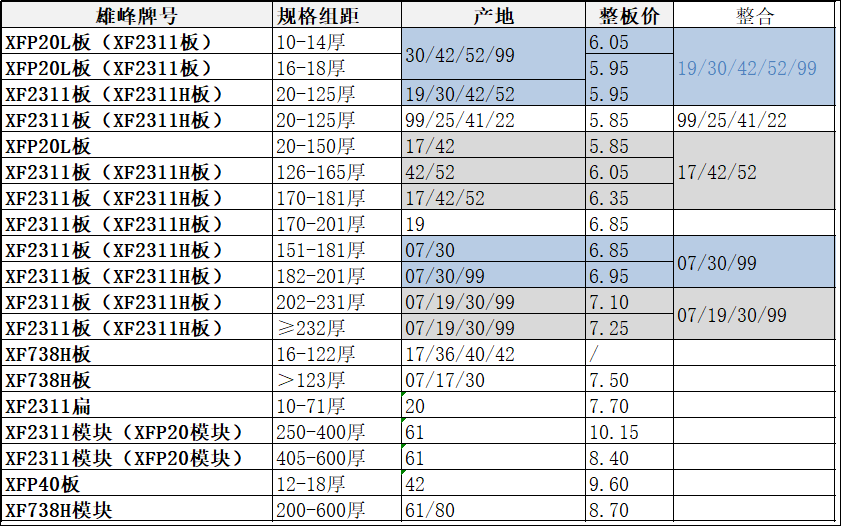 雄峰牌号 规格组距 产地 整板价 整合
XFP20L板（XF2311板） 10-14厚 30/42/52/99 6.05 19/30/42/52/99
XFP20L板（XF2311板） 16-18厚 5.95
XF2311板（XF2311H板） 20-125厚 19/30/42/52 5.95
XF2311板（XF2311H板） 20-125厚 99/25/41/22 5.85 99/25/41/22
XFP20L板 20-150厚 17/42 5.85 17/42/52
XF2311板（XF2311H板） 126-165厚 42/52 6.05
XF2311板（XF2311H板） 170-181厚 17/42/52 6.35
XF2311板（XF2311H板） 170-201厚 19 6.85
XF2311板（XF2311H板） 151-181厚 07/30 6.85 07/30/99
XF2311板（XF2311H板） 182-201厚 07/30/99 6.95
XF2311板（XF2311H板） 202-231厚 07/19/30/99 7.10 07/19/30/99
XF2311板（XF2311H板） ≥232厚 07/19/30/99 7.25
XF738H板 16-122厚 17/36/40/42 /
XF738H板 ＞123厚 07/17/30 7.50
XF2311扁 10-71厚 20 7.70
XF2311模块（XFP20模块） 250-400厚 61 10.15
XF2311模块（XFP20模块） 405-600厚 61 8.40
XFP40板 12-18厚 42 9.60
XF738H模块 200-600厚 61/80 8.70